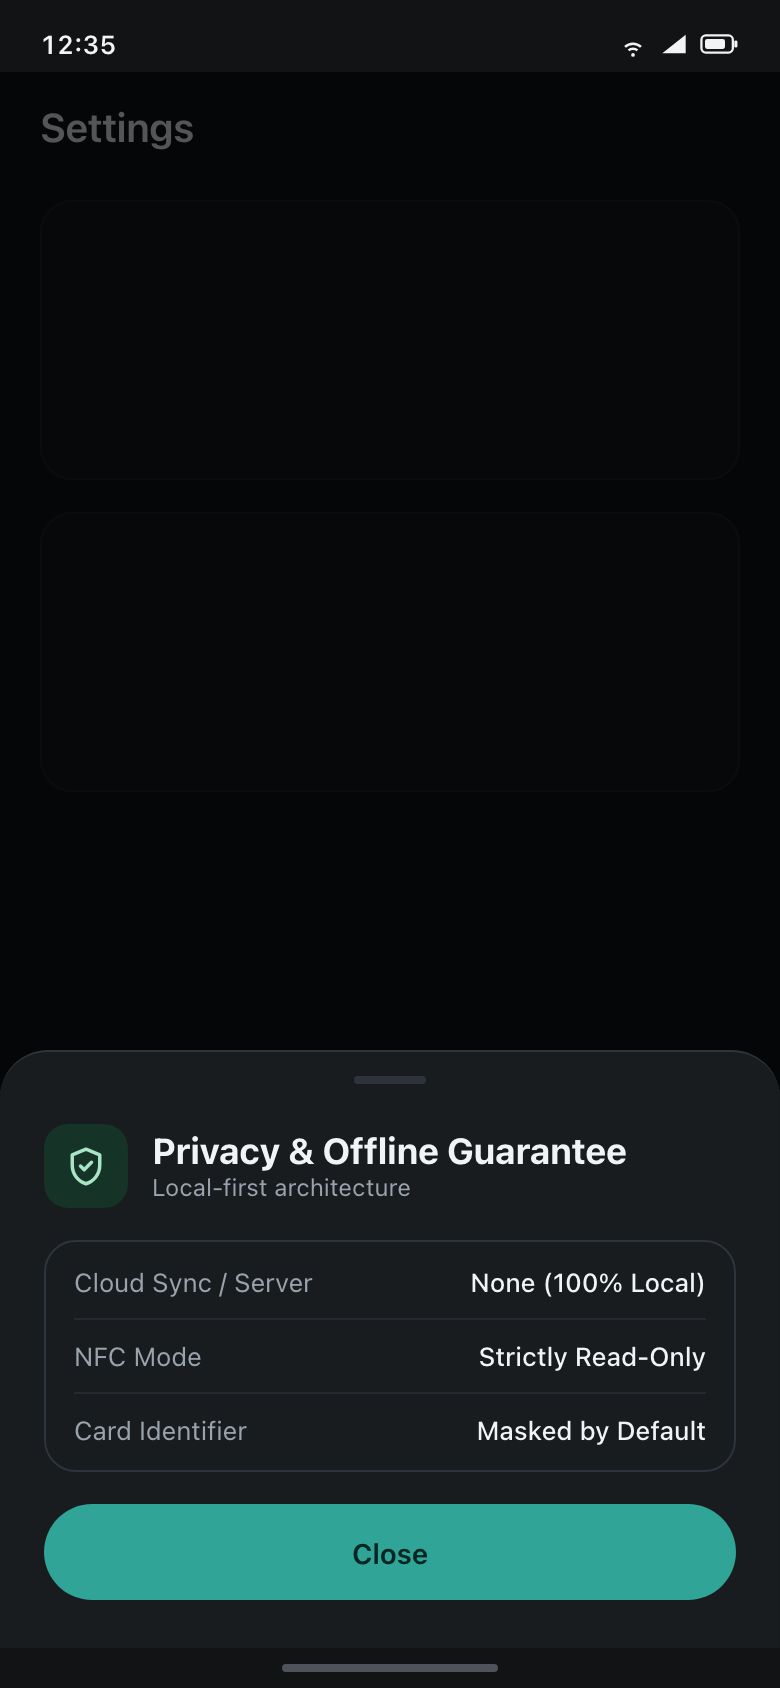 12:35
Settings
Privacy & Offline Guarantee
Local-first architecture
Cloud Sync / Server None (100% Local)
NFC Mode Strictly Read-Only
Card Identifier Masked by Default
Close